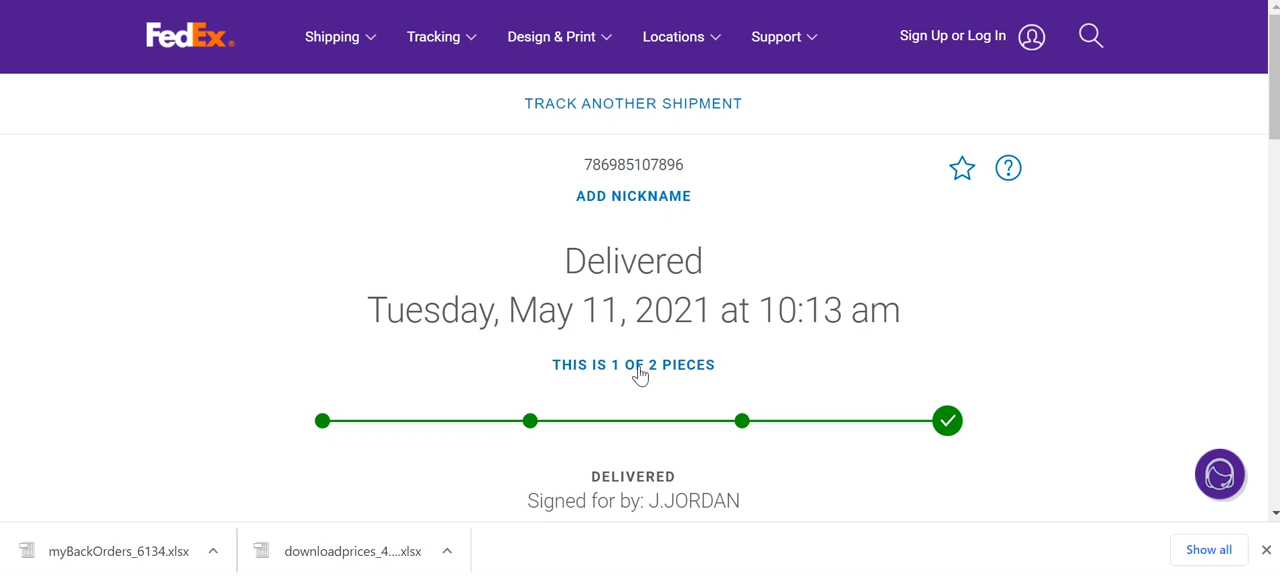 FedEx.
Shipping
Tracking
Design & Print
Locations
Support
Sign Up or Log In
TRACK ANOTHER SHIPMENT
786985107896
ADD NICKNAME
Delivered
Tuesday, May 11, 2021 at 10:13 am
THIS IS 1 OF 2 PIECES
DELIVERED
Signed for by: J.JORDAN
myBackOrders_6134.xlsx
downloadprices_4....xlsx
Show all